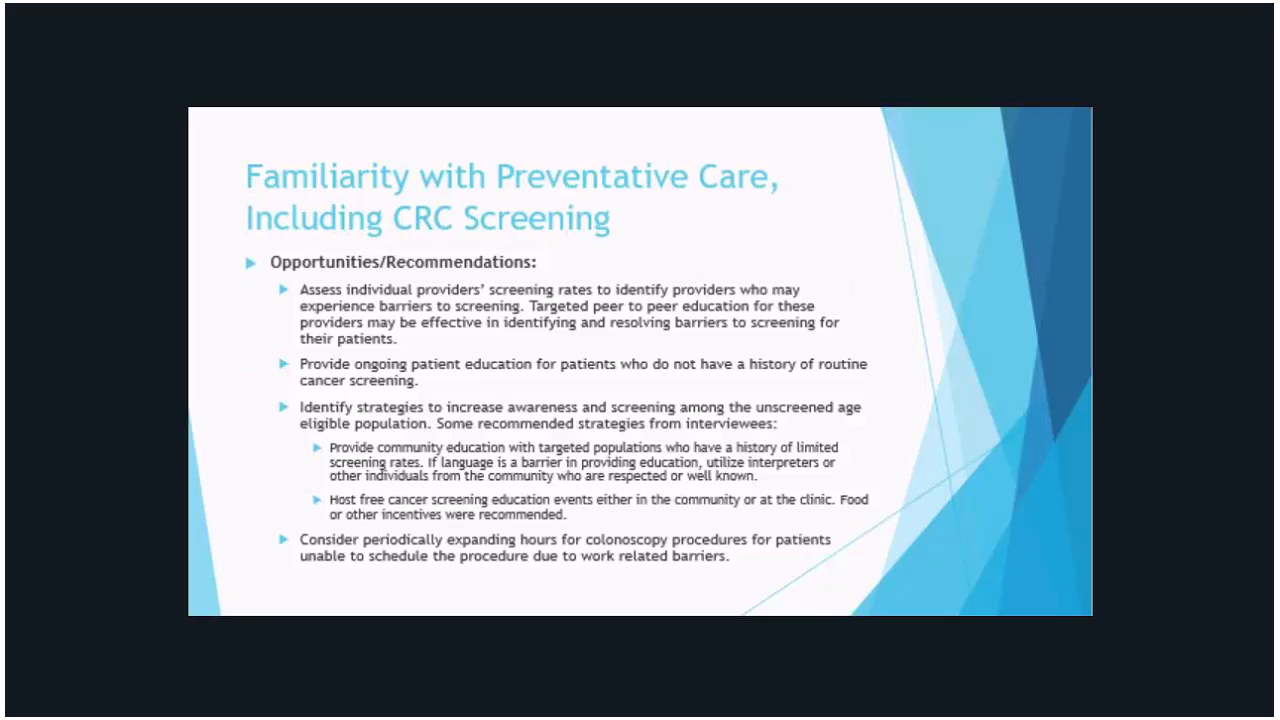 Familiarity with Preventative Care,
Including CRC Screening
Opportunities/Recommendations:
Assess individual providers' screening rates to identify providers who may
experience barriers to screening. Targeted peer to peer education for these
providers may be effective in identifying and resolving barriers to screening for
their patients.
Provide ongoing patient education for patients who do not have a history of routine
cancer screening.
Identify strategies to increase awareness and screening among the unscreened age
eligible population. Some recommended strategies from interviewees:
Provide community education with targeted populations who have a history of limited
screening rates. If language is a barrier in providing education, utilize interpreters or
other individuals from the community who are respected or well known.
Host free cancer screening education events either in the community or at the clinic. Food
or other incentives were recommended.
Consider periodically expanding hours for colonoscopy procedures for patients
unable to schedule the procedure due to work related barriers.